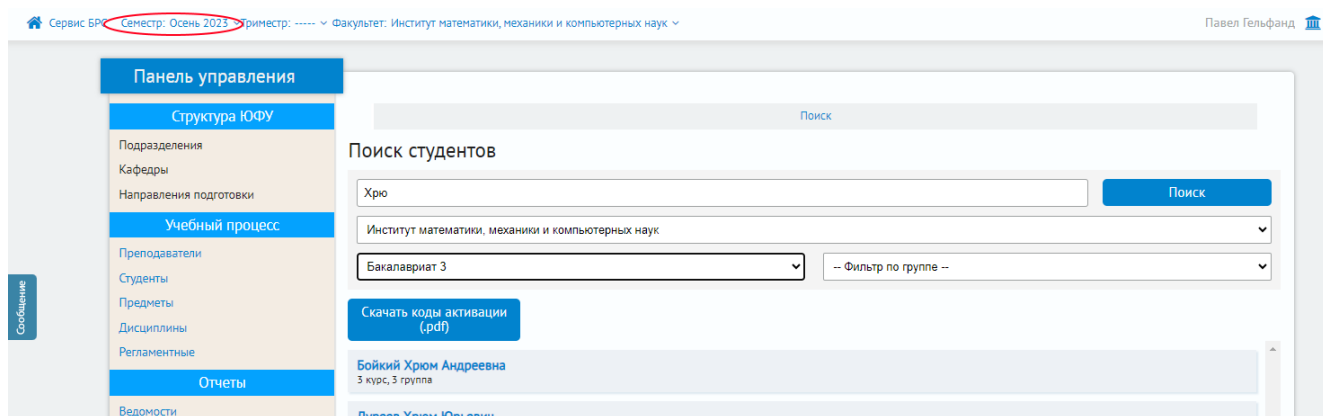 Сервис БРС Семестр: Осень 2023 Триместр: ----- Факультет: Институт математики, механики и компьютерных наук Павел Гельфанд
Панель управления
Структура ЮФУ
Подразделения
Кафедры
Направления подготовки
Учебный процесс
Преподаватели
Студенты
Предметы
Дисциплины
Регламентные
Отчеты
Ведомости
Сообщение
Поиск
Поиск студентов
Хрю
Поиск
Институт математики, механики и компьютерных наук
Бакалавриат 3
-- Фильтр по группе --
Скачать коды активации
(.pdf)
Бойкий Хрюм Андреевна
3 курс, 3 группа
Хрюм Юрьевич